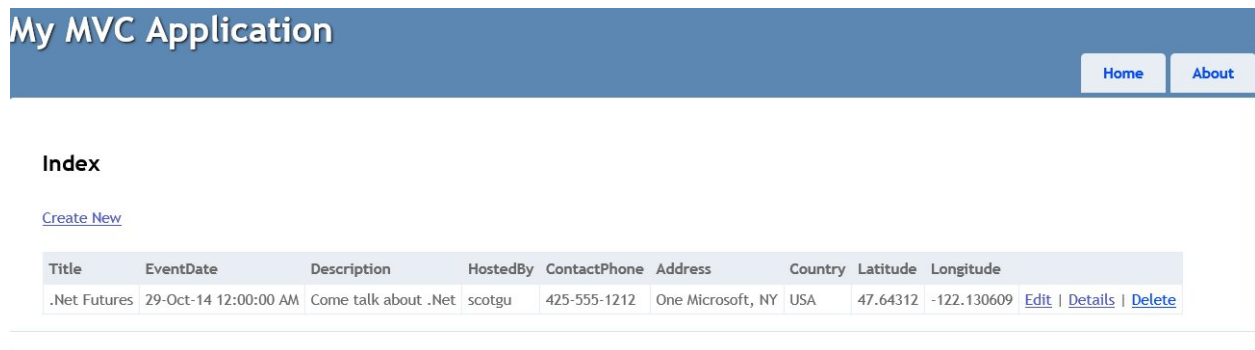 My MVC Application
Home About
Index
Create New
Title EventDate Description HostedBy ContactPhone Address Country Latitude Longitude
.Net Futures 29-Oct-14 12:00:00 AM Come talk about .Net scotgu 425-555-1212 One Microsoft, NY USA 47.64312 -122.130609 Edit | Details | Delete